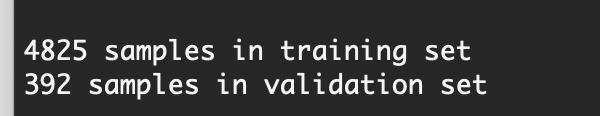 4825 samples in training set
392 samples in validation set